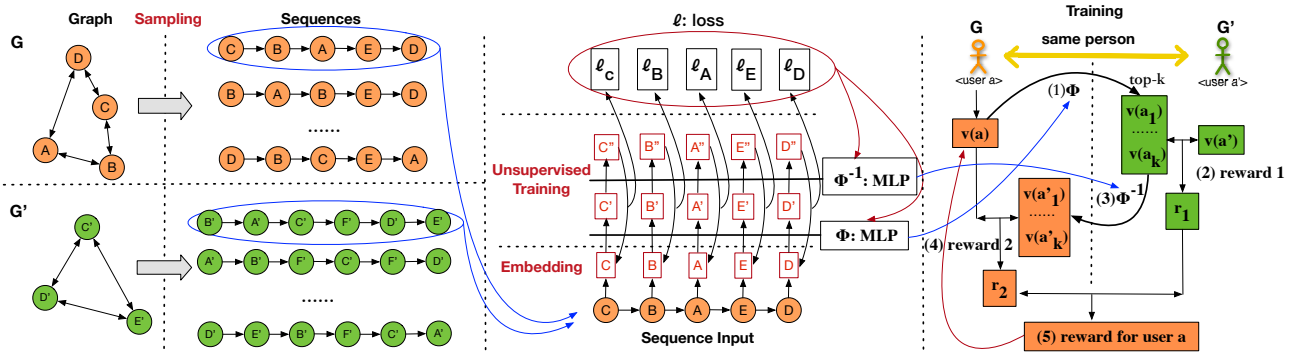 Graph
Sampling
Sequences
G
D
C
A
B
C B A E D
B A B E D
......
D B C E A
G'
C'
D'
E'
B' A' C' F' D' E'
A' B' F' C' F' D'
......
D' E' B' F' C' A'
ℓ: loss
ℓc ℓB ℓA ℓE ℓD
C" B" A" E" D"
Unsupervised
Training
Φ-1: MLP
C' B' A' E' D'
Φ: MLP
Embedding
C B A E D
C B A E D
Sequence Input
Training
G
G'
same person
<user a>
<user a'>
top-k
(1)Φ
v(a)
v(a1)
......
v(ak)
v(a')
(2) reward 1
(3)Φ-1
v(a'1)
......
v(a'k)
r1
(4) reward 2
r2
(5) reward for user a